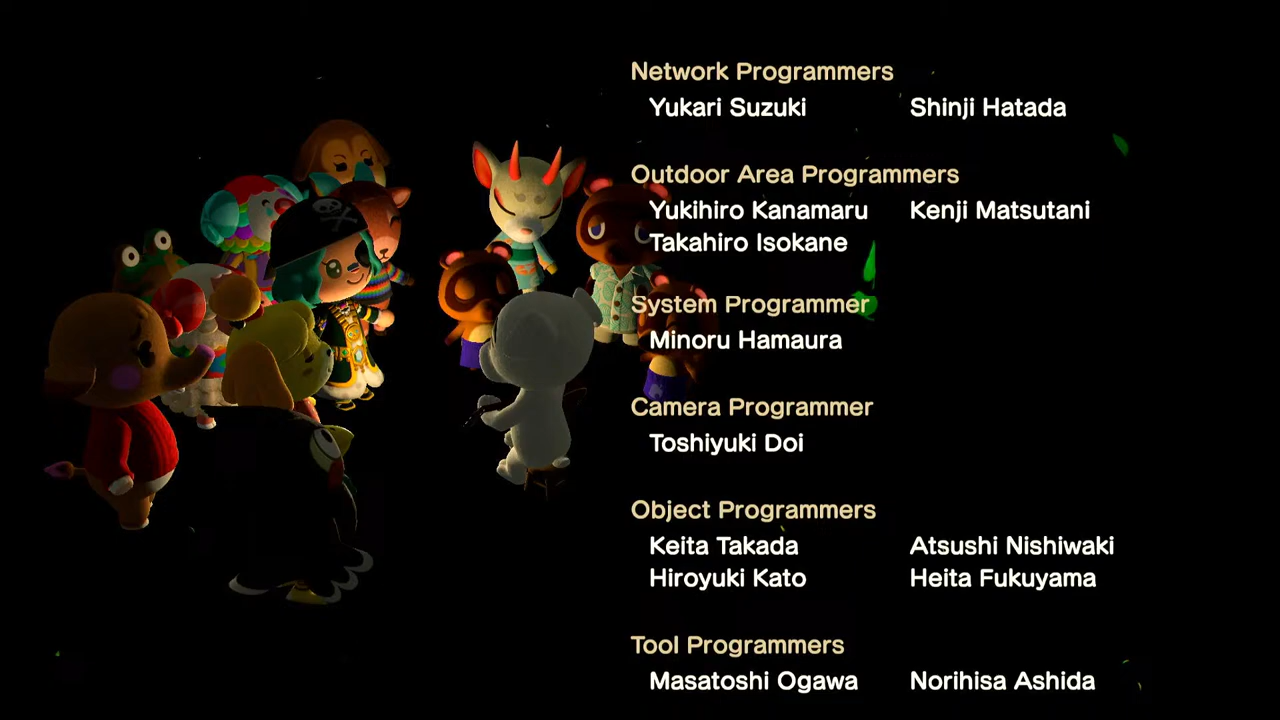 Network Programmers
Yukari Suzuki Shinji Hatada
Outdoor Area Programmers
Yukihiro Kanamaru Kenji Matsutani
Takahiro Isokane
System Programmer
Minoru Hamaura
Camera Programmer
Toshiyuki Doi
Object Programmers
Keita Takada Atsushi Nishiwaki
Hiroyuki Kato Heita Fukuyama
Tool Programmers
Masatoshi Ogawa Norihisa Ashida